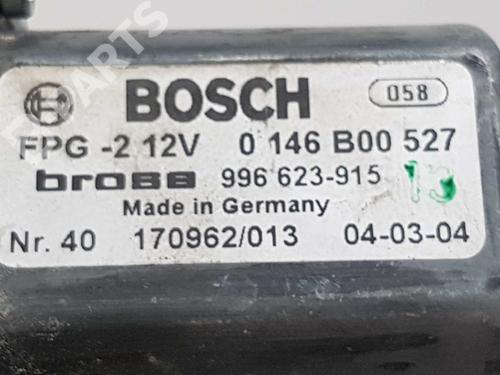 BOSCH 058
FPG -2 12V 0 146 B00 527
brose 996 623-915 13
Made in Germany
Nr. 40 170962/013 04-03-04